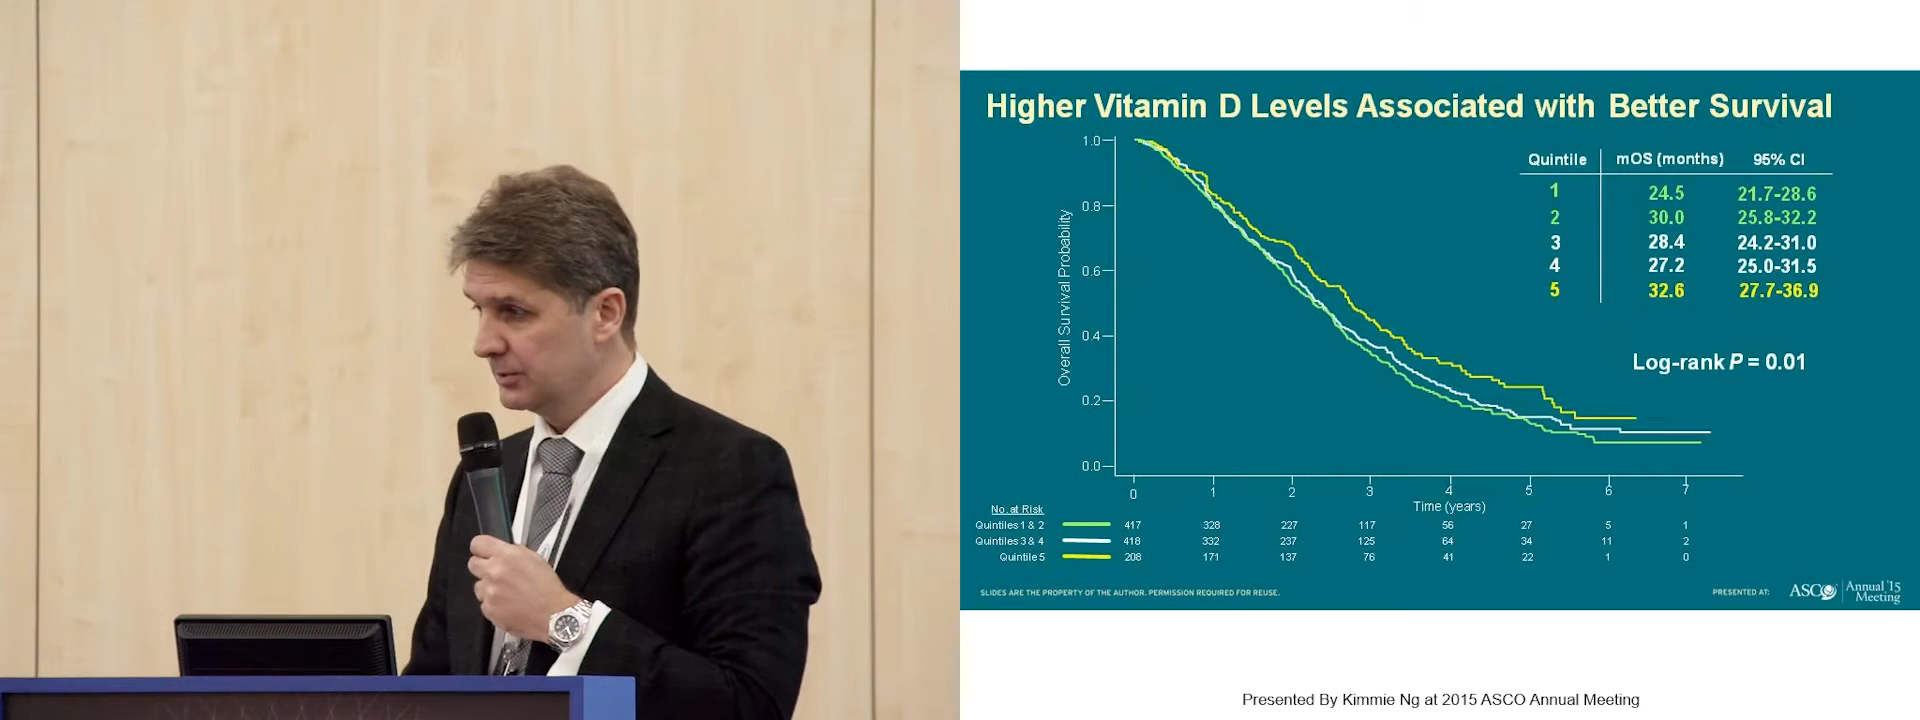 Higher Vitamin D Levels Associated with Better Survival
Quintile mOS (months) 95% CI
1 24.5 21.7-28.6
2 30.0 25.8-32.2
3 28.4 24.2-31.0
4 27.2 25.0-31.5
5 32.6 27.7-36.9
Log-rank P = 0.01
Overall Survival Probability
1.0
0.8
0.6
0.4
0.2
0.0
0 1 2 3 4 5 6 7
Time (years)
No. at Risk
Quintiles 1 & 2 417 328 227 117 56 27 5 1
Quintiles 3 & 4 418 332 237 125 64 34 11 2
Quintile 5 208 171 137 76 41 22 1 0
SLIDES ARE THE PROPERTY OF THE AUTHOR. PERMISSION REQUIRED FOR REUSE.
PRESENTED AT: ASCO Annual '15
Meeting
Presented By Kimmie Ng at 2015 ASCO Annual Meeting